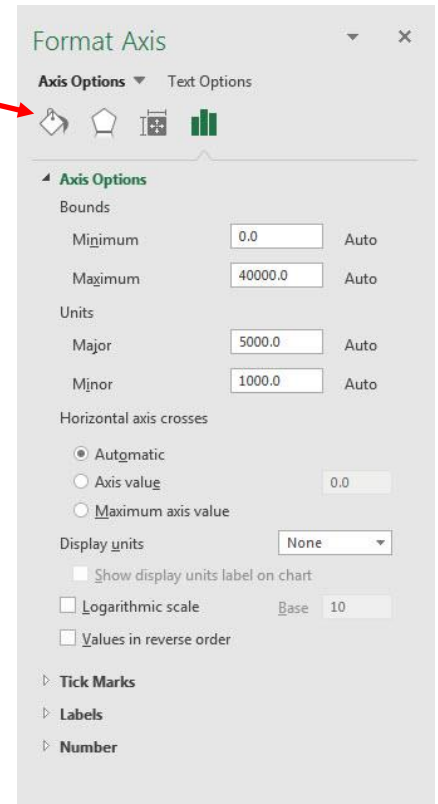 Format Axis
Axis Options Text Options
Axis Options
Bounds
Minimum 0.0 Auto
Maximum 40000.0 Auto
Units
Major 5000.0 Auto
Minor 1000.0 Auto
Horizontal axis crosses
Automatic
Axis value 0.0
Maximum axis value
Display units None
Show display units label on chart
Logarithmic scale Base 10
Values in reverse order
Tick Marks
Labels
Number